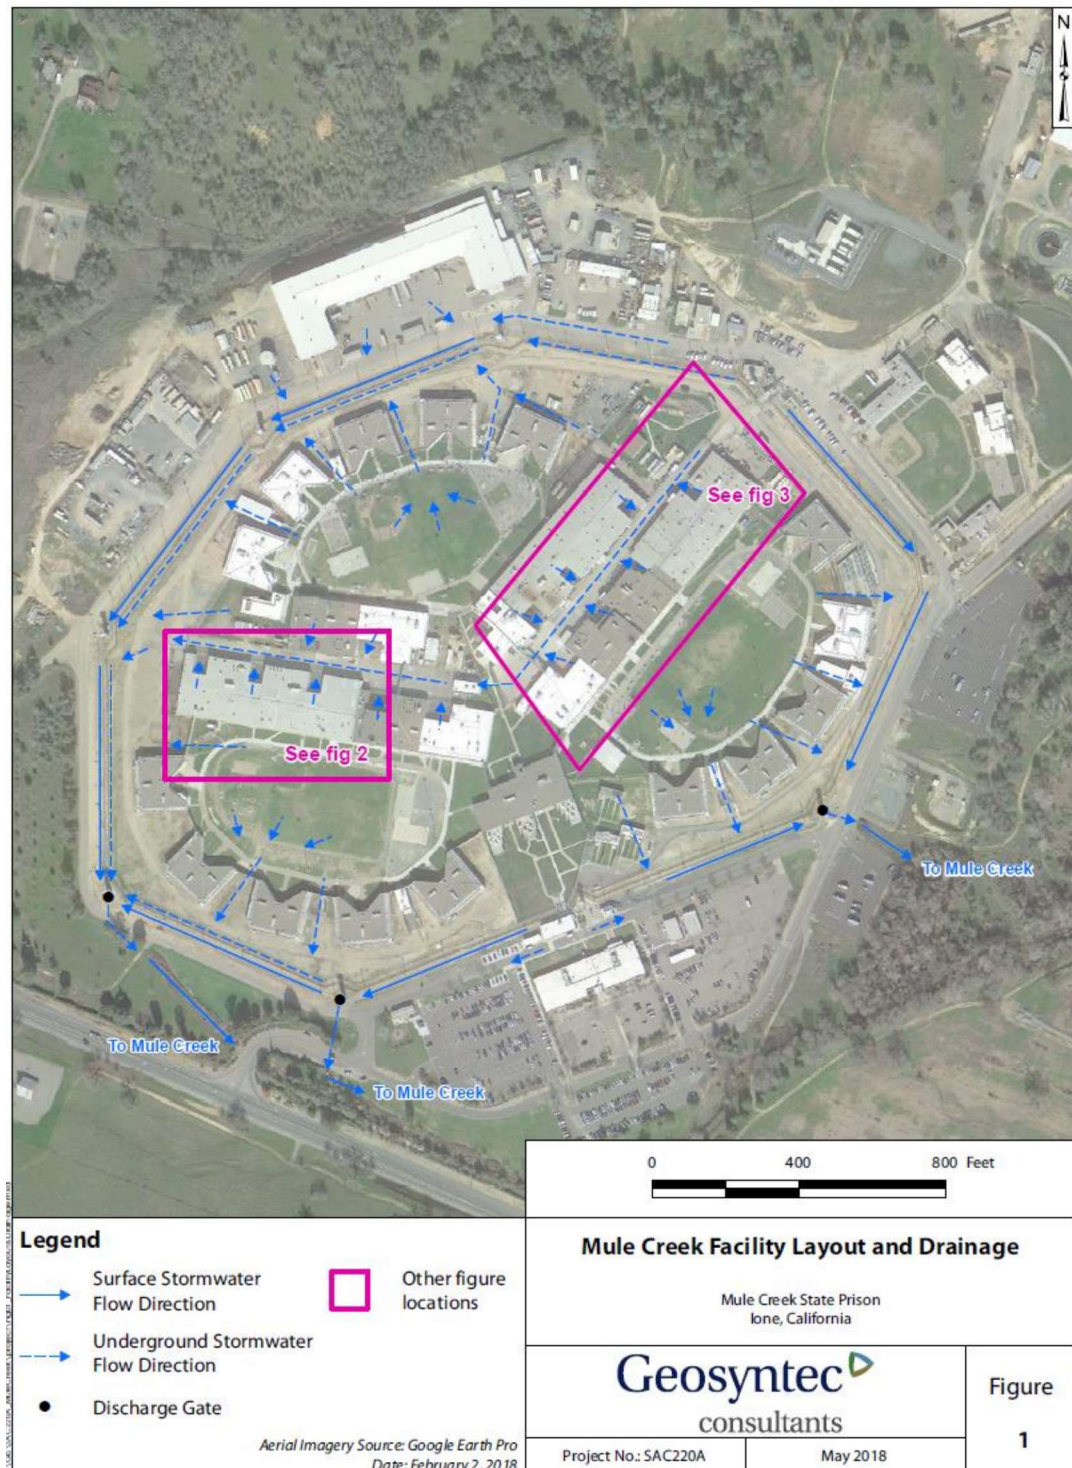 N
See fig 3
See fig 2
To Mule Creek
To Mule Creek
To Mule Creek
0 400 800 Feet
Legend
Surface Stormwater
Flow Direction
Other figure
locations
Underground Stormwater
Flow Direction
Discharge Gate
Aerial Imagery Source: Google Earth Pro
Date: February 2, 2018
Mule Creek Facility Layout and Drainage
Mule Creek State Prison
Ione, California
Geosyntec
consultants
Figure
1
Project No.: SAC220A May 2018